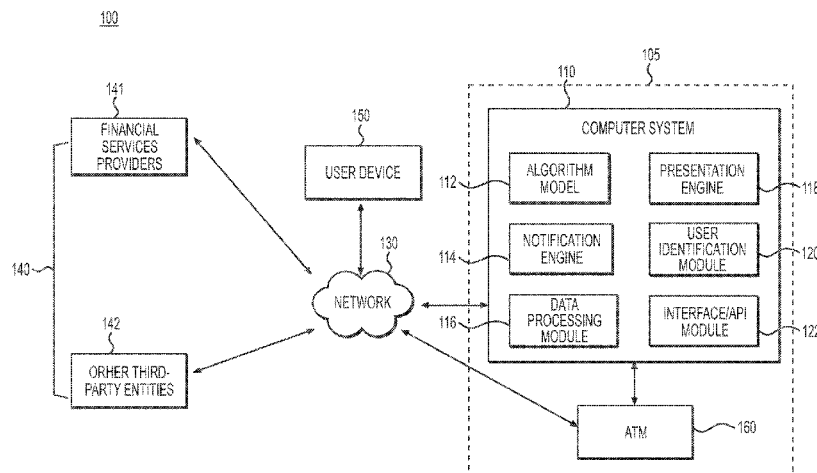 100
141
FINANCIAL
SERVICES
PROVIDERS
140
142
ORHER THIRD-
PARTY ENTITIES
150
USER DEVICE
130
NETWORK
105
110
COMPUTER SYSTEM
112
ALGORITHM
MODEL
PRESENTATION
ENGINE
118
114
NOTIFICATION
ENGINE
USER
IDENTIFICATION
MODULE
120
116
DATA
PROCESSING
MODULE
INTERFACE/API
MODULE
122
ATM
160